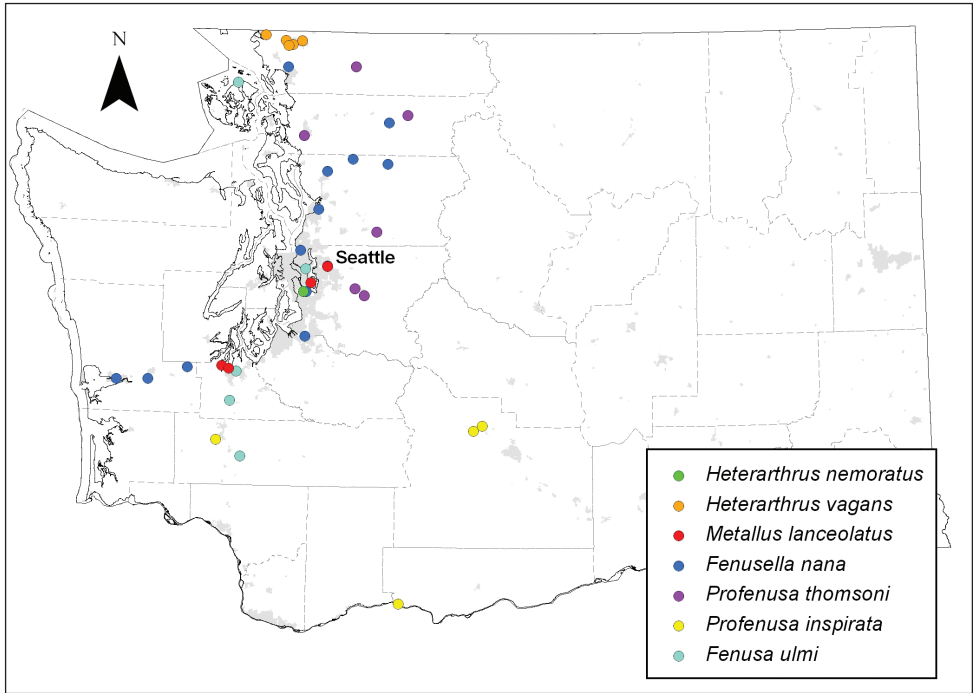 N
Seattle
Heterarthrus nemoratus
Heterarthrus vagans
Metallus lanceolatus
Fenusella nana
Profenusa thomsoni
Profenusa inspirata
Fenusa ulmi